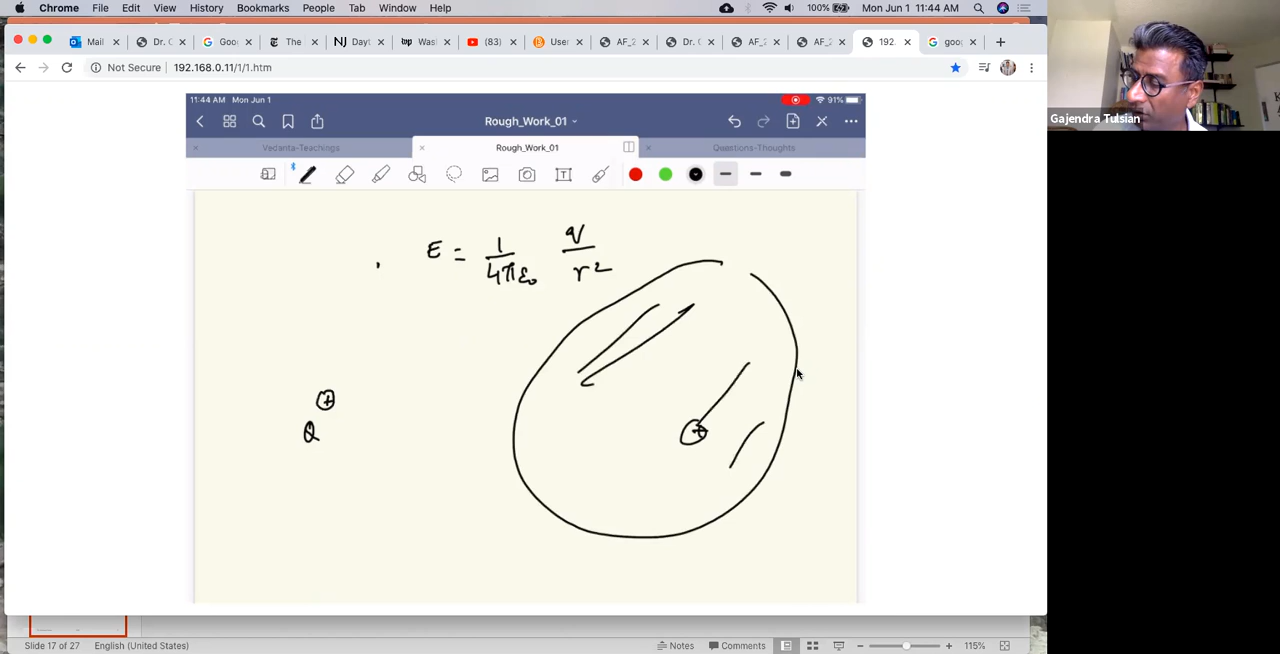 Chrome File Edit View History Bookmarks People Tab Window Help 100% Mon Jun 1 11:44 AM
Mail Dr. C Goo The Dayt Was (83) User AF_2 Dr. C AF_2 AF_2 192. goo
Not Secure 192.168.0.11/1/1.htm
Gajendra Tulsian
11:44 AM Mon Jun 1 91%
Rough_Work_01
Vedanta-Teachings Rough_Work_01 Questions-Thoughts
T
E = 1/4πε₀ q/r²
+
Q
+
Slide 17 of 27 English (United States) Notes Comments 115%